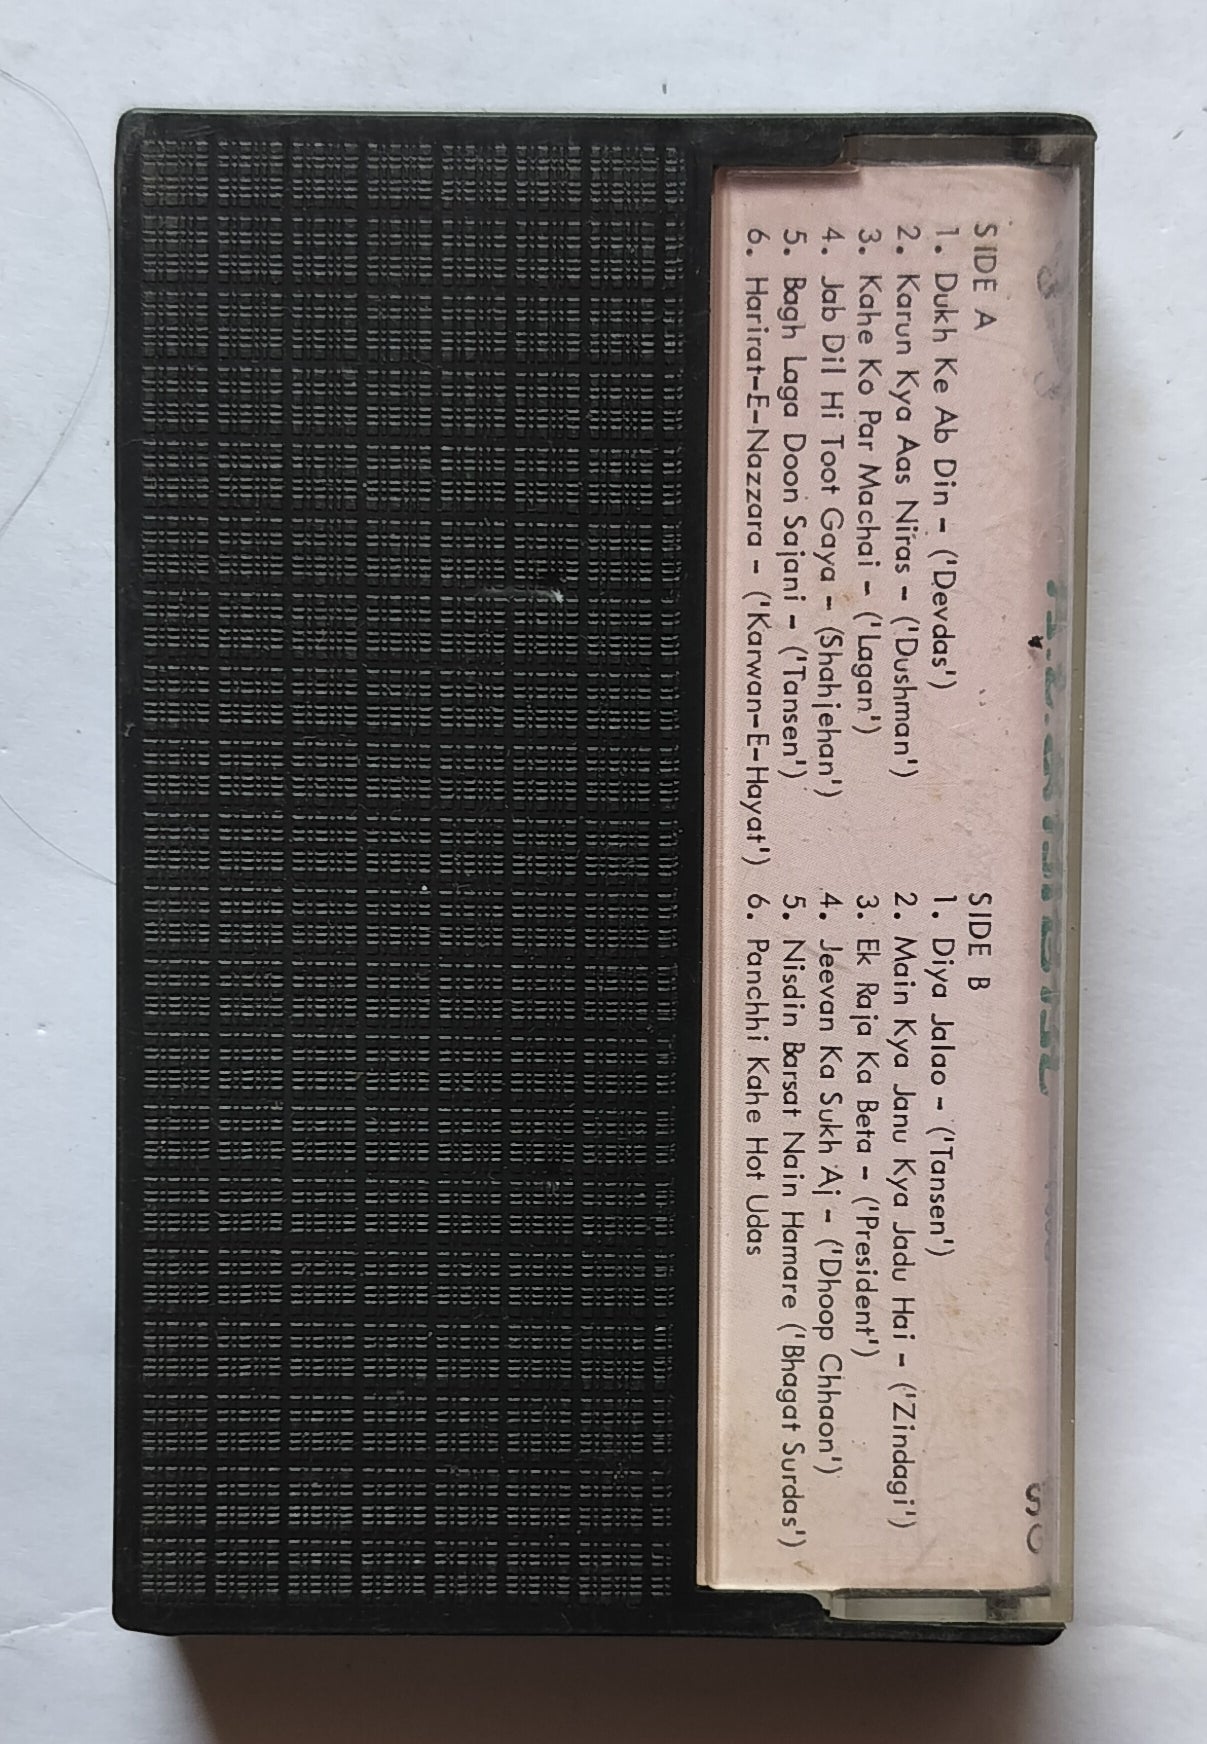 SIDE A
1. Dukh Ke Ab Din - ('Devdas')
2. Karun Kya Aas Niras - ('Dushman')
3. Kahe Ko Par Machai - ('Lagan')
4. Jab Dil Hi Toot Gaya - (Shahjehan')
5. Bagh Laga Doon Sajani - ('Tansen')
6. Harirat-E-Nazzara - ('Karwan-E-Hayat')
SIDE B
1. Diya Jalao - ('Tansen')
2. Main Kya Janu Kya Jadu Hai - ('Zindagi')
3. Ek Raja Ka Beta - ('President')
4. Jeevan Ka Sukh Aj - ('Dhoop Chhaon')
5. Nisdin Barsat Nain Hamare ('Bhagat Surdas')
6. Panchhi Kahe Hot Udas